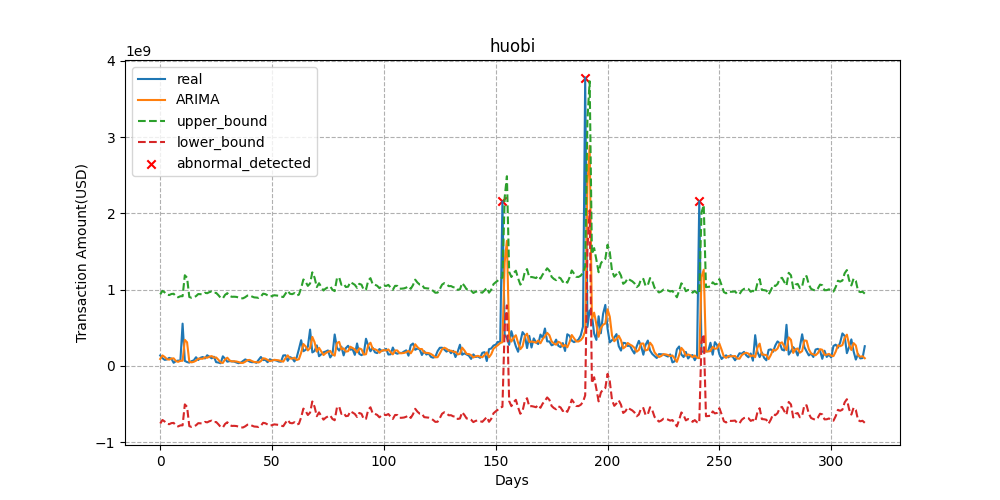 huobi
1e9
real
ARIMA
upper_bound
lower_bound
abnormal_detected
Transaction Amount(USD)
4
3
2
1
0
−1
0 50 100 150 200 250 300
Days